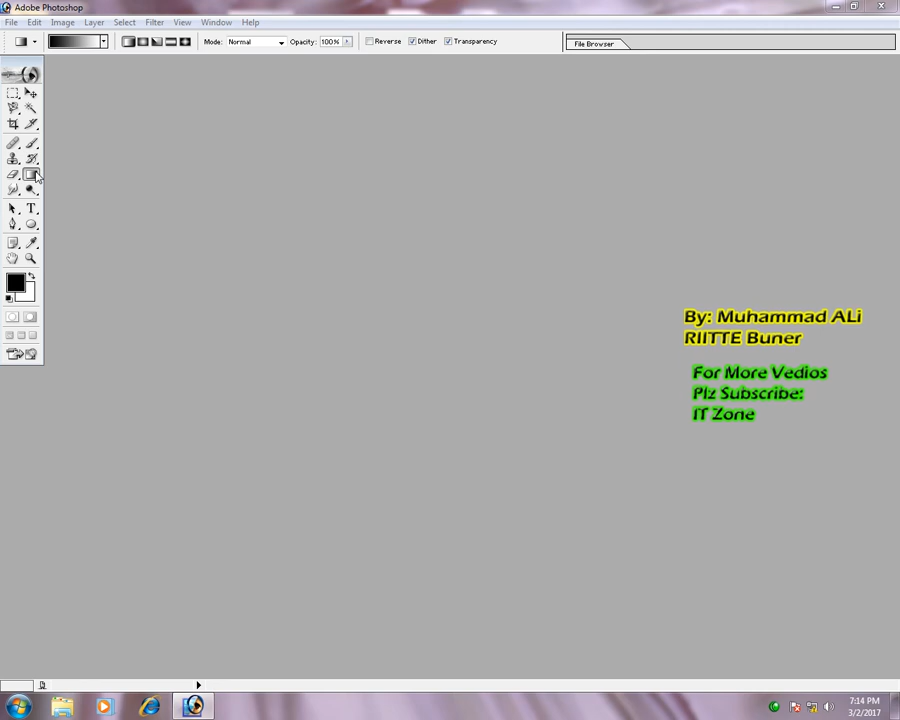 Adobe Photoshop
File Edit Image Layer Select Filter View Window Help
Mode: Normal Opacity: 100% Reverse Dither Transparency File Browser
T
By: Muhammad ALi
RIITTE Buner
For More Vedios
Plz Subscribe:
IT Zone
7:14 PM
3/2/2017